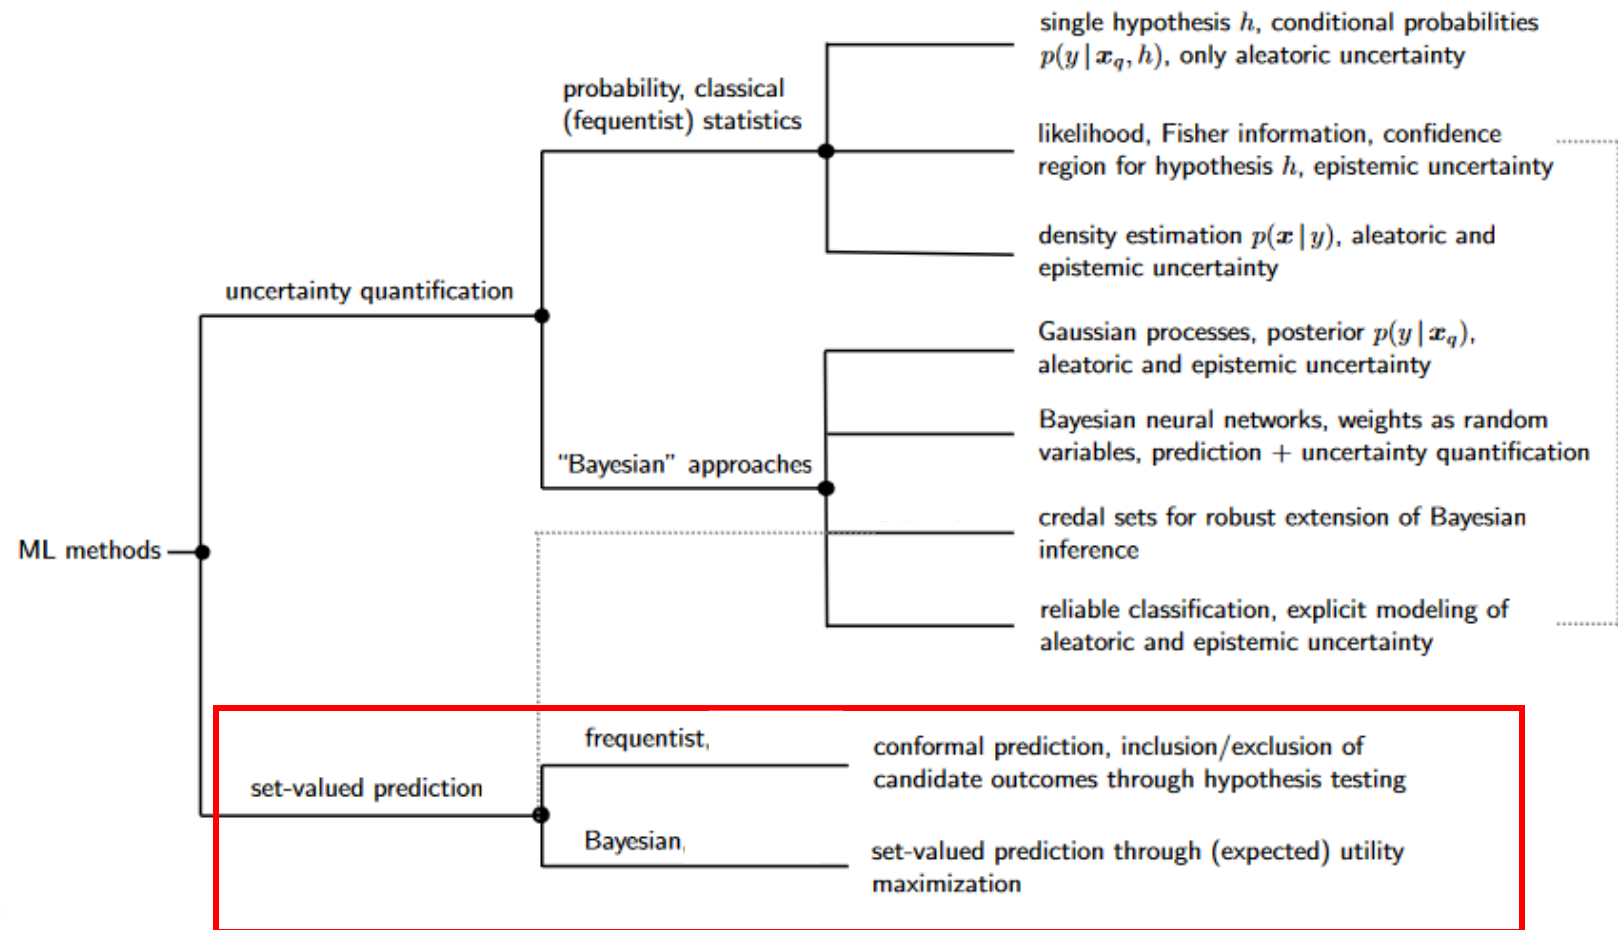 single hypothesis h, conditional probabilities
p(y | x_q, h), only aleatoric uncertainty
probability, classical
(fequentist) statistics
likelihood, Fisher information, confidence
region for hypothesis h, epistemic uncertainty
density estimation p(x | y), aleatoric and
epistemic uncertainty
uncertainty quantification
Gaussian processes, posterior p(y | x_q),
aleatoric and epistemic uncertainty
Bayesian neural networks, weights as random
variables, prediction + uncertainty quantification
"Bayesian" approaches
credal sets for robust extension of Bayesian
inference
ML methods
reliable classification, explicit modeling of
aleatoric and epistemic uncertainty
frequentist,
conformal prediction, inclusion/exclusion of
candidate outcomes through hypothesis testing
set-valued prediction
Bayesian,
set-valued prediction through (expected) utility
maximization